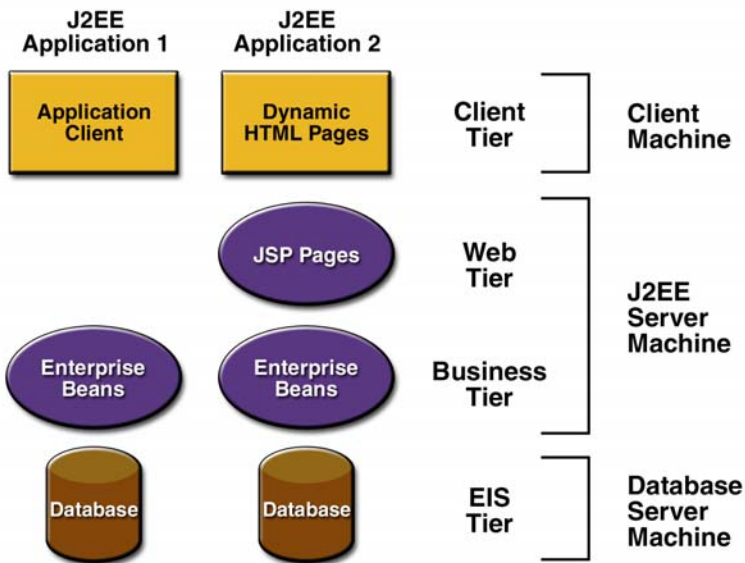 J2EE
Application 1
J2EE
Application 2
Application
Client
Dynamic
HTML Pages
Client
Tier
Client
Machine
JSP Pages
Web
Tier
J2EE
Server
Machine
Enterprise
Beans
Enterprise
Beans
Business
Tier
Database
Database
EIS
Tier
Database
Server
Machine